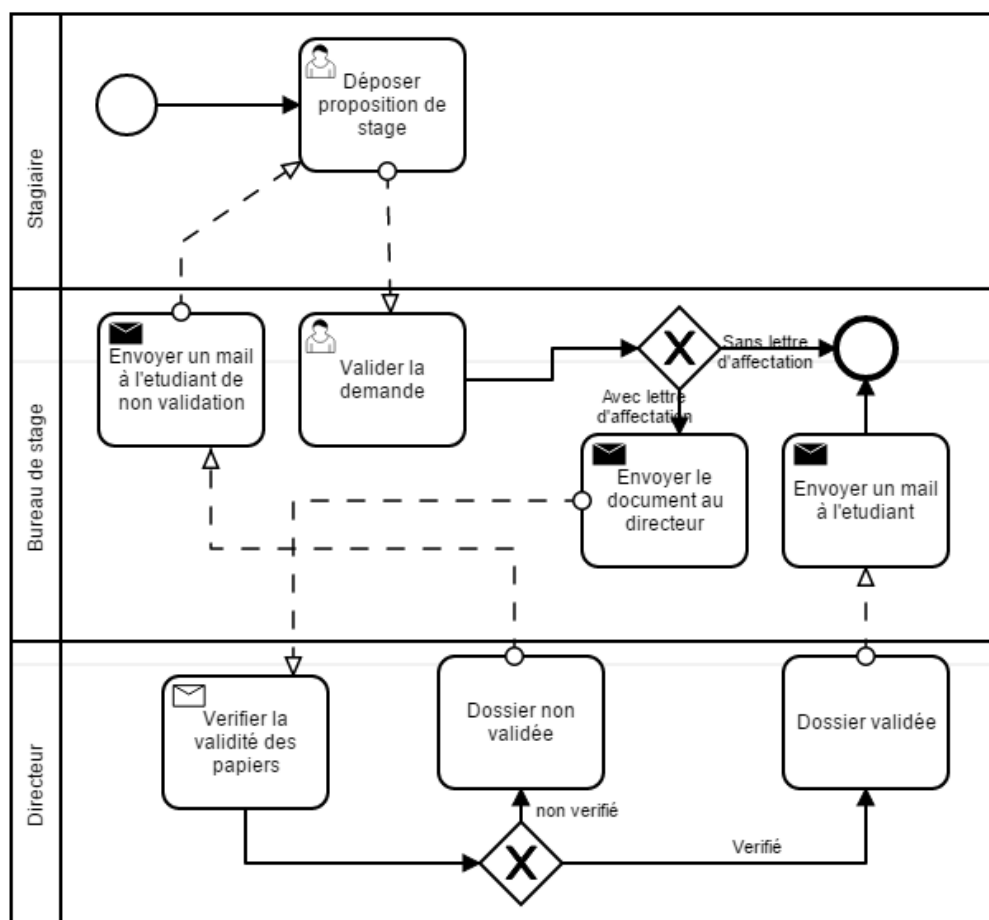 Stagiaire
Déposer
proposition de
stage
Bureau de stage
Envoyer un mail
à l'etudiant de
non validation
Valider la
demande
Sans lettre
d'affectation
Avec lettre
d'affectation
Envoyer le
document au
directeur
Envoyer un mail
à l'etudiant
Directeur
Verifier la
validité des
papiers
Dossier non
validée
Dossier validée
non verifié
Verifié